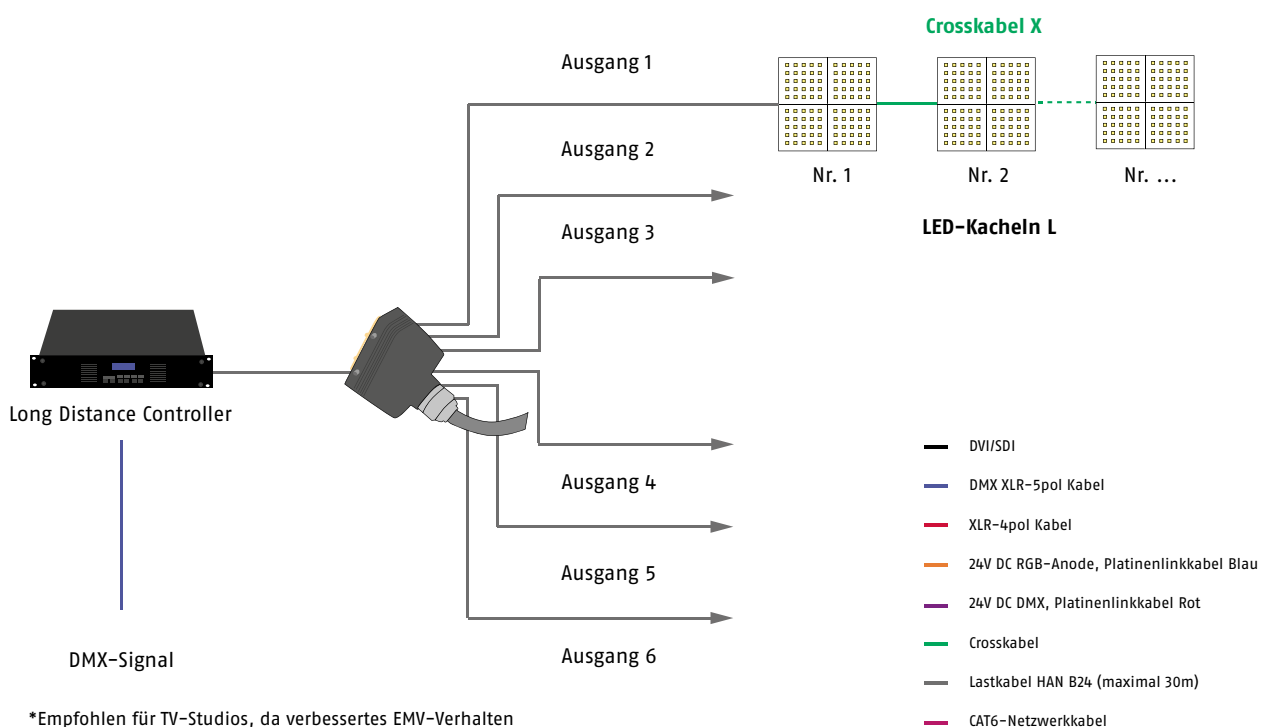 Crosskabel X
Ausgang 1
Ausgang 2
Nr. 1
Nr. 2
Nr. ...
Ausgang 3
LED-Kacheln L
Long Distance Controller
DVI/SDI
Ausgang 4
DMX XLR-5pol Kabel
XLR-4pol Kabel
24V DC RGB-Anode, Platinenlinkkabel Blau
Ausgang 5
24V DC DMX, Platinenlinkkabel Rot
Crosskabel
DMX-Signal
Ausgang 6
Lastkabel HAN B24 (maximal 30m)
*Empfohlen für TV-Studios, da verbessertes EMV-Verhalten
CAT6-Netzwerkkabel